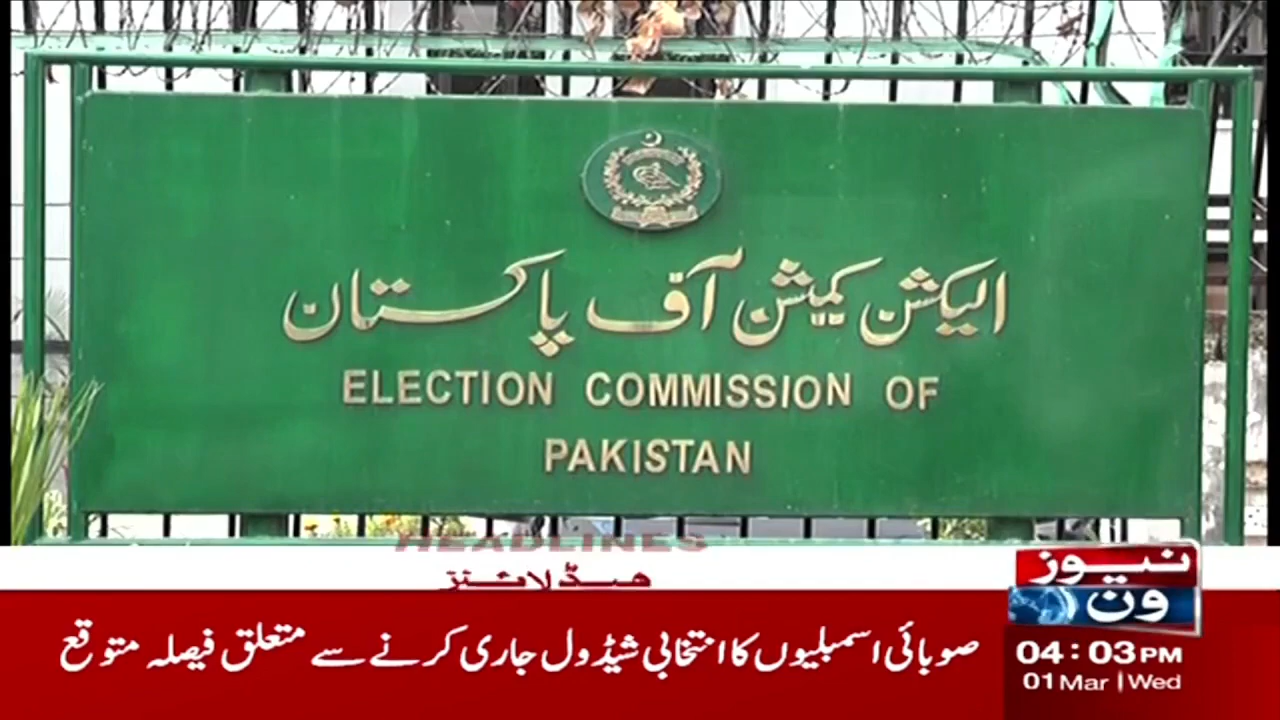 الیکشن کمیشن آف پاکستان
ELECTION COMMISSION OF
PAKISTAN
HEADLINES
ہیڈلائنز
نیوز
ون
صوبائی اسمبلیوں کا انتخابی شیڈول جاری کرنے سے متعلق فیصلہ متوقع
04:03 PM
01 Mar | Wed